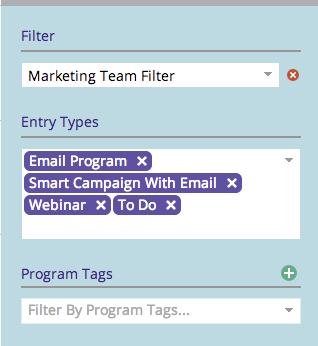 Filter
Marketing Team Filter
Entry Types
Email Program
Smart Campaign With Email
Webinar To Do
Program Tags
Filter By Program Tags...